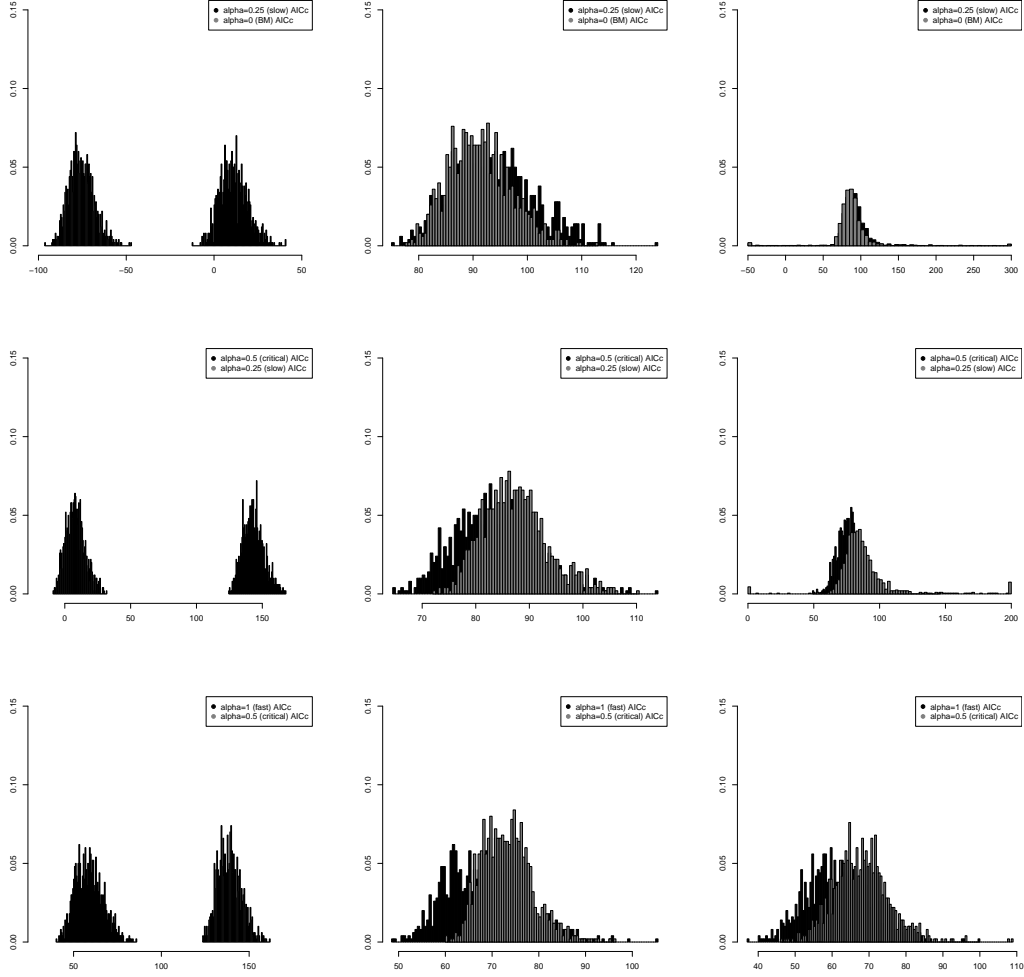 alpha=0.25 (slow) AICc
alpha=0 (BM) AICc
0.00 0.05 0.10 0.15
−100 −50 0 50
alpha=0.25 (slow) AICc
alpha=0 (BM) AICc
0.00 0.05 0.10 0.15
80 90 100 110 120
alpha=0.25 (slow) AICc
alpha=0 (BM) AICc
0.00 0.05 0.10 0.15
−50 0 50 100 150 200 250 300
alpha=0.5 (critical) AICc
alpha=0.25 (slow) AICc
0.00 0.05 0.10 0.15
0 50 100 150
alpha=0.5 (critical) AICc
alpha=0.25 (slow) AICc
0.00 0.05 0.10 0.15
70 80 90 100 110
alpha=0.5 (critical) AICc
alpha=0.25 (slow) AICc
0.00 0.05 0.10 0.15
0 50 100 150 200
alpha=1 (fast) AICc
alpha=0.5 (critical) AICc
0.00 0.05 0.10 0.15
50 100 150
alpha=1 (fast) AICc
alpha=0.5 (critical) AICc
0.00 0.05 0.10 0.15
50 60 70 80 90 100
alpha=1 (fast) AICc
alpha=0.5 (critical) AICc
0.00 0.05 0.10 0.15
40 50 60 70 80 90 100 110